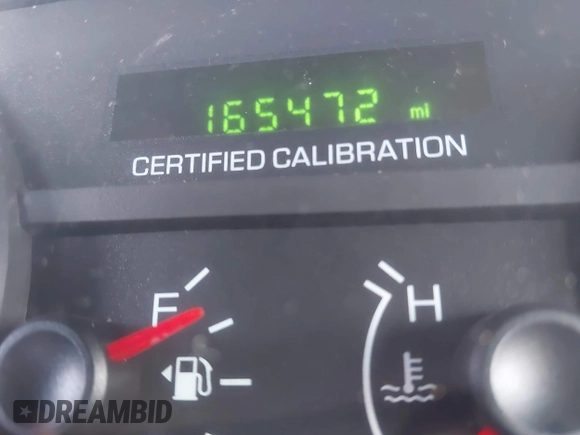 165472 mi
CERTIFIED CALIBRATION
F
H
DREAMBID